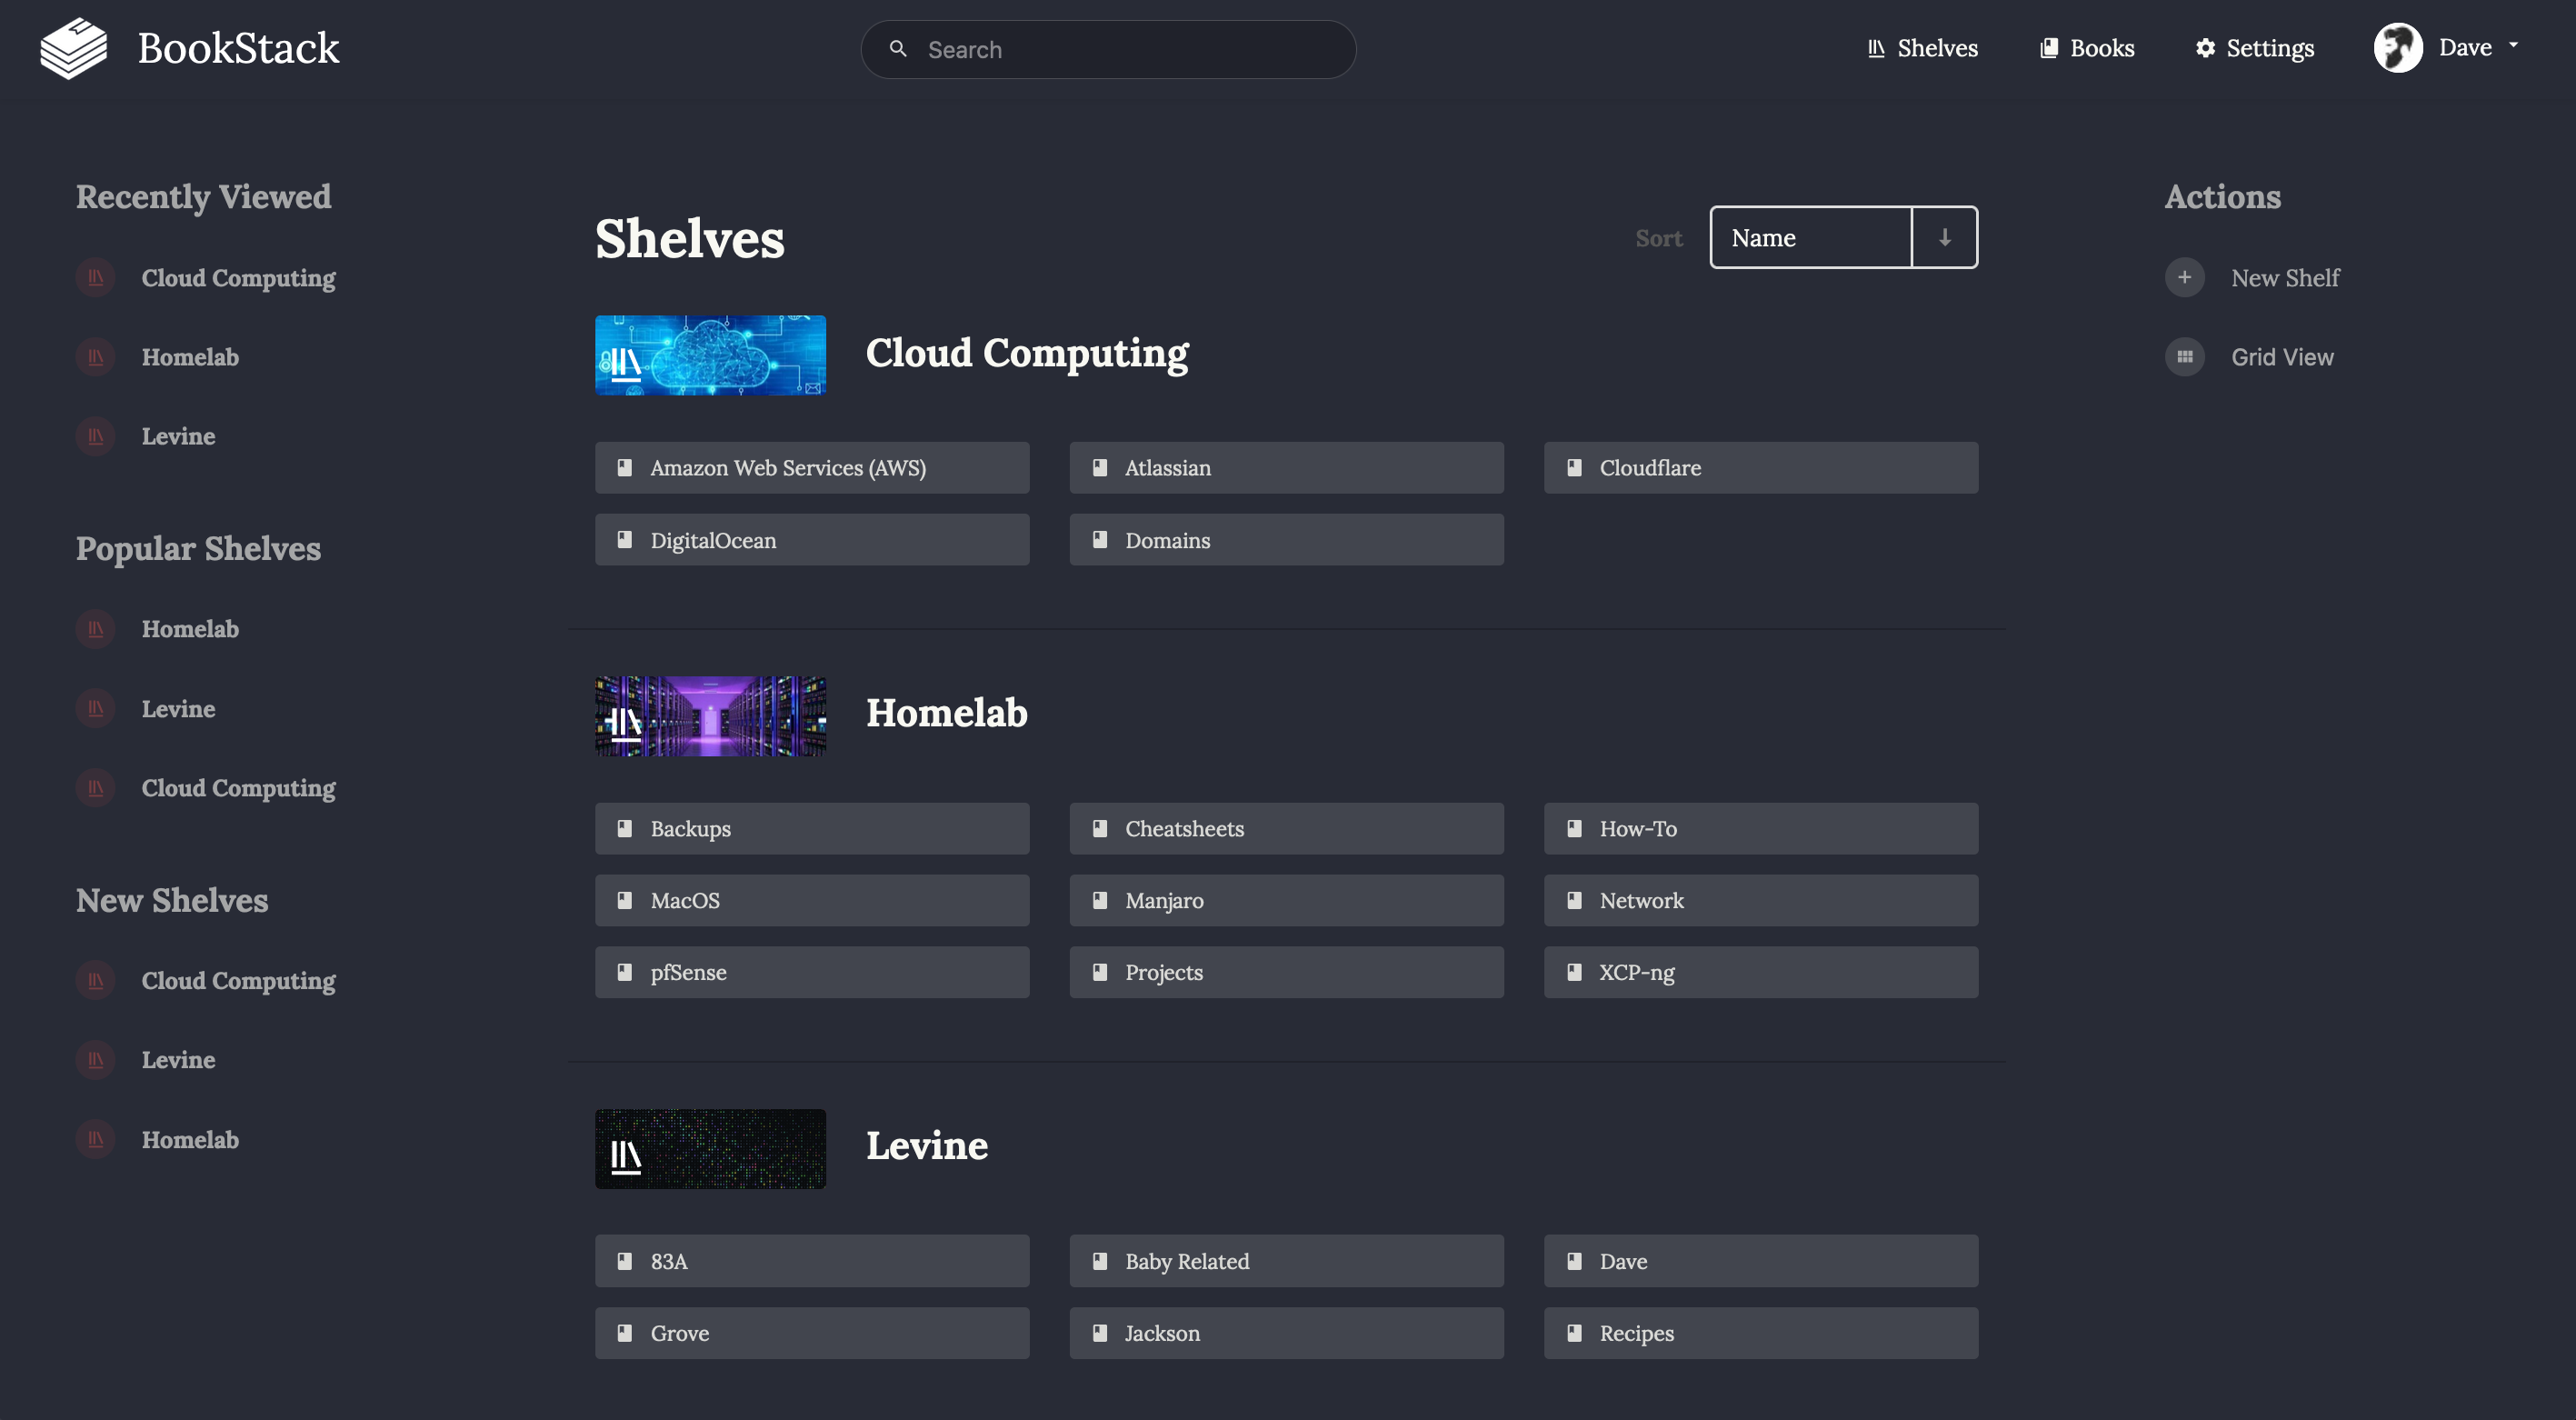 BookStack
Search
Shelves
Books
Settings
Dave
Recently Viewed
Cloud Computing
Homelab
Levine
Popular Shelves
Homelab
Levine
Cloud Computing
New Shelves
Cloud Computing
Levine
Homelab
Shelves
Sort
Name
Cloud Computing
Amazon Web Services (AWS)
Atlassian
Cloudflare
DigitalOcean
Domains
Homelab
Backups
Cheatsheets
How-To
MacOS
Manjaro
Network
pfSense
Projects
XCP-ng
Levine
83A
Baby Related
Dave
Grove
Jackson
Recipes
Actions
New Shelf
Grid View